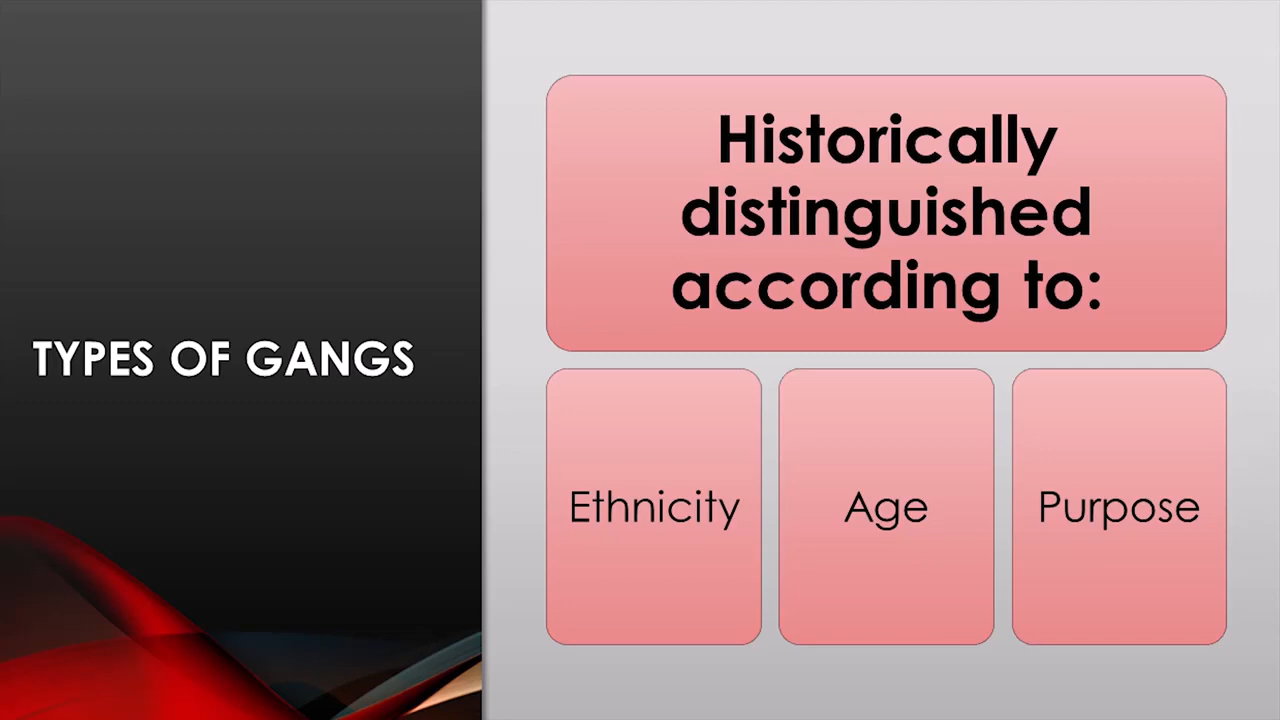 TYPES OF GANGS
Historically
distinguished
according to:
Ethnicity
Age
Purpose